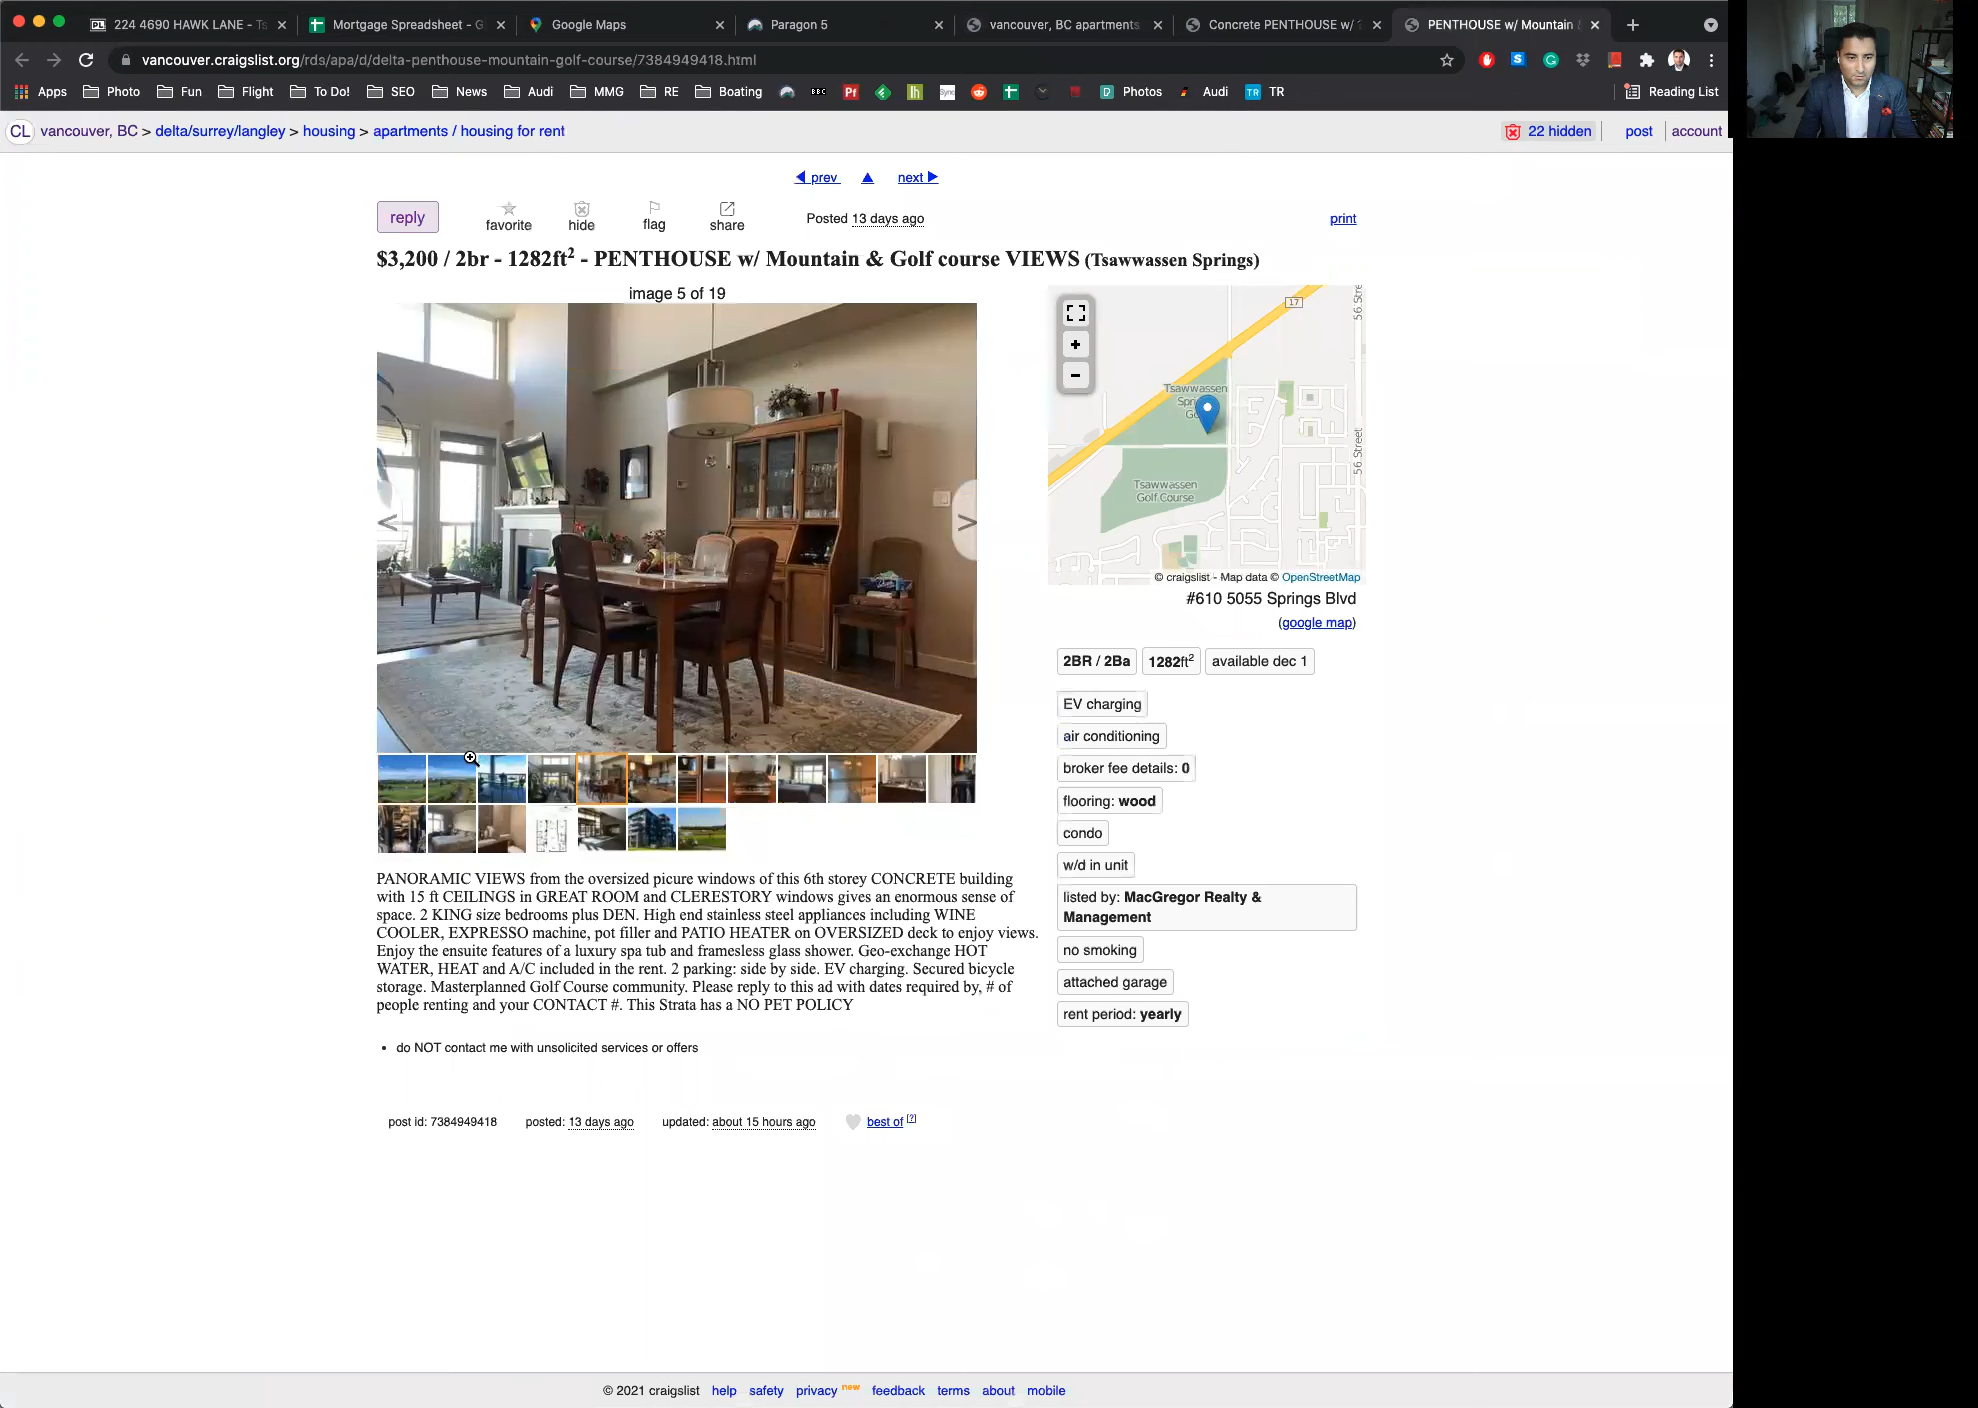 224 4690 HAWK LANE - Ts
Mortgage Spreadsheet - G
Google Maps
Paragon 5
vancouver, BC apartments
Concrete PENTHOUSE w/
PENTHOUSE w/ Mountain
vancouver.craigslist.org/rds/apa/d/delta-penthouse-mountain-golf-course/7384949418.html
Apps Photo Fun Flight To Do! SEO News Audi MMG RE Boating BBC Pf Photos Audi TR TR Reading List
CL vancouver, BC > delta/surrey/langley > housing > apartments / housing for rent
22 hidden post account
prev next
reply favorite hide flag share Posted 13 days ago print
$3,200 / 2br - 1282ft² - PENTHOUSE w/ Mountain & Golf course VIEWS (Tsawwassen Springs)
image 5 of 19
< >
17
56 Stre
56 Street
Tsawwassen
Tsawwassen
Golf Course
+
−
© craigslist - Map data © OpenStreetMap
#610 5055 Springs Blvd
(google map)
2BR / 2Ba 1282ft² available dec 1
EV charging
air conditioning
broker fee details: 0
flooring: wood
condo
w/d in unit
listed by: MacGregor Realty &
Management
no smoking
attached garage
rent period: yearly
PANORAMIC VIEWS from the oversized picure windows of this 6th storey CONCRETE building
with 15 ft CEILINGS in GREAT ROOM and CLERESTORY windows gives an enormous sense of
space. 2 KING size bedrooms plus DEN. High end stainless steel appliances including WINE
COOLER, EXPRESSO machine, pot filler and PATIO HEATER on OVERSIZED deck to enjoy views.
Enjoy the ensuite features of a luxury spa tub and framesless glass shower. Geo-exchange HOT
WATER, HEAT and A/C included in the rent. 2 parking: side by side. EV charging. Secured bicycle
storage. Masterplanned Golf Course community. Please reply to this ad with dates required by, # of
people renting and your CONTACT #. This Strata has a NO PET POLICY
• do NOT contact me with unsolicited services or offers
post id: 7384949418 posted: 13 days ago updated: about 15 hours ago best of [?]
© 2021 craigslist help safety privacy new feedback terms about mobile